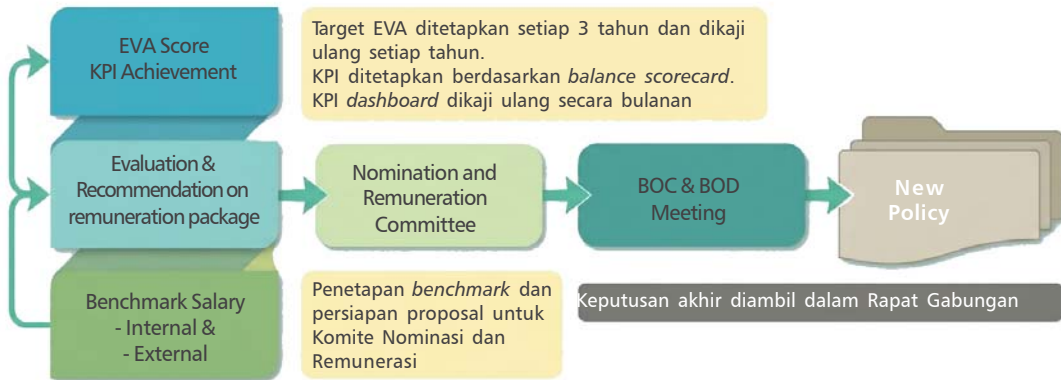 EVA Score
KPI Achievement
Target EVA ditetapkan setiap 3 tahun dan dikaji
ulang setiap tahun.
KPI ditetapkan berdasarkan balance scorecard.
KPI dashboard dikaji ulang secara bulanan
Evaluation &
Recommendation on
remuneration package
Nomination and
Remuneration
Committee
BOC & BOD
Meeting
New
Policy
Benchmark Salary
- Internal &
- External
Penetapan benchmark dan
persiapan proposal untuk
Komite Nominasi dan
Remunerasi
Keputusan akhir diambil dalam Rapat Gabungan